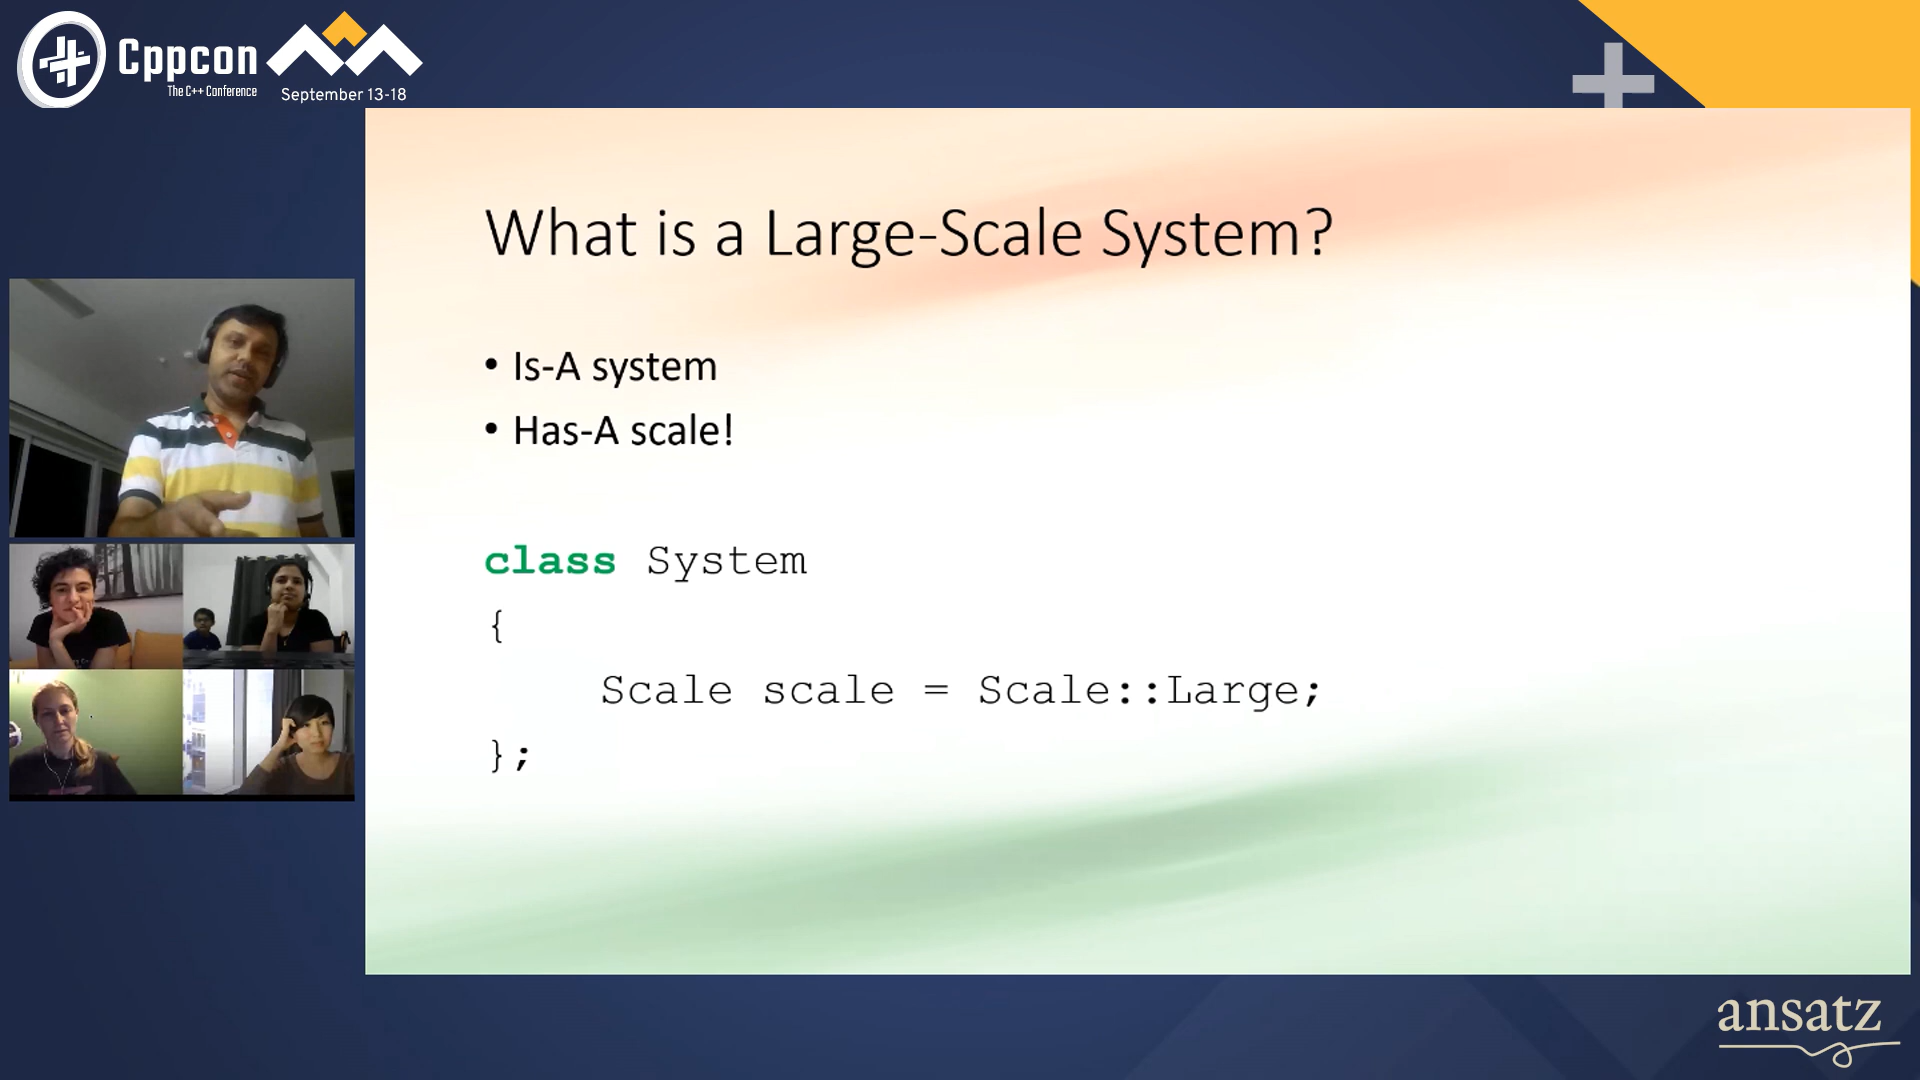 Cppcon
The C++ Conference
September 13-18
What is a Large-Scale System?
• Is-A system
• Has-A scale!
class System
{
Scale scale = Scale::Large;
};
ansatz